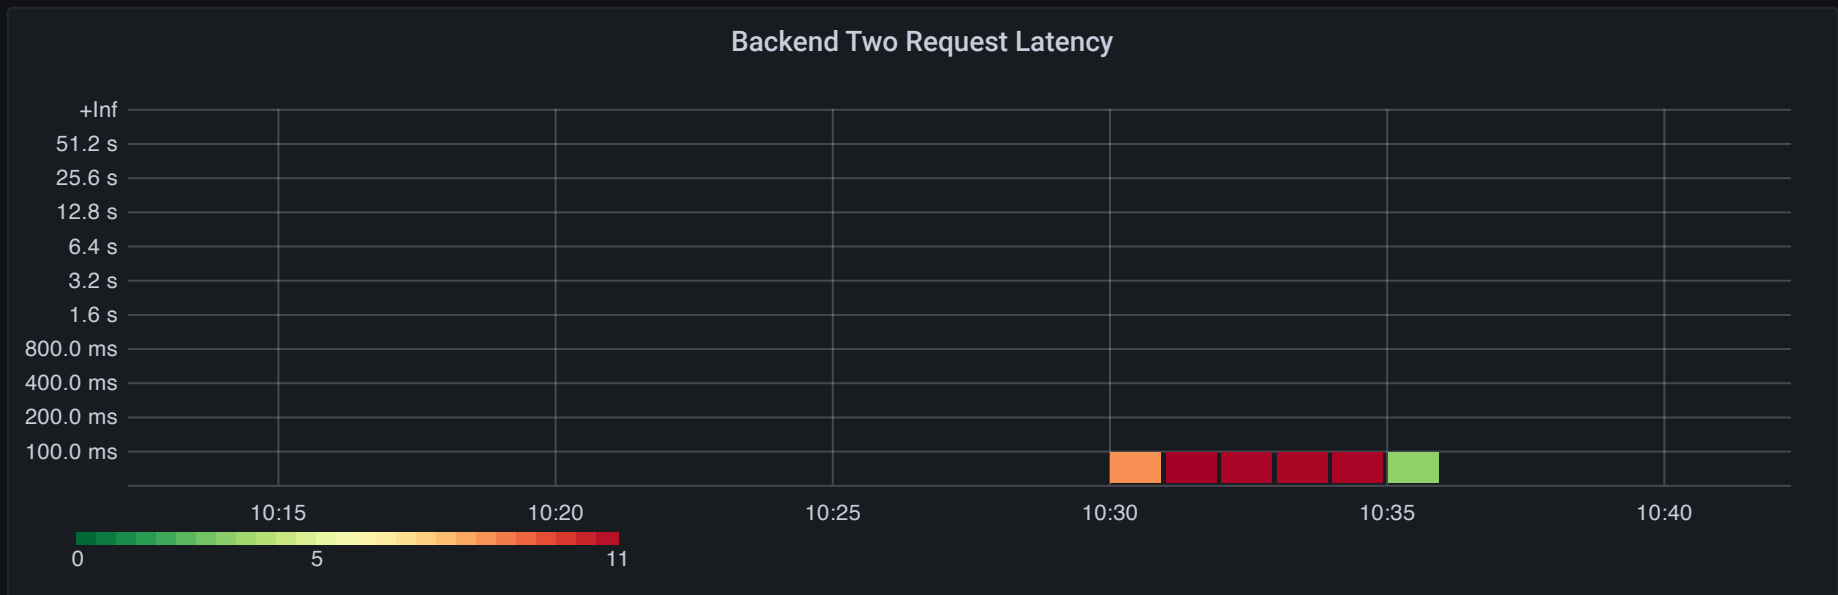 Backend Two Request Latency
+Inf
51.2 s
25.6 s
12.8 s
6.4 s
3.2 s
1.6 s
800.0 ms
400.0 ms
200.0 ms
100.0 ms
10:15 10:20 10:25 10:30 10:35 10:40
0 5 11